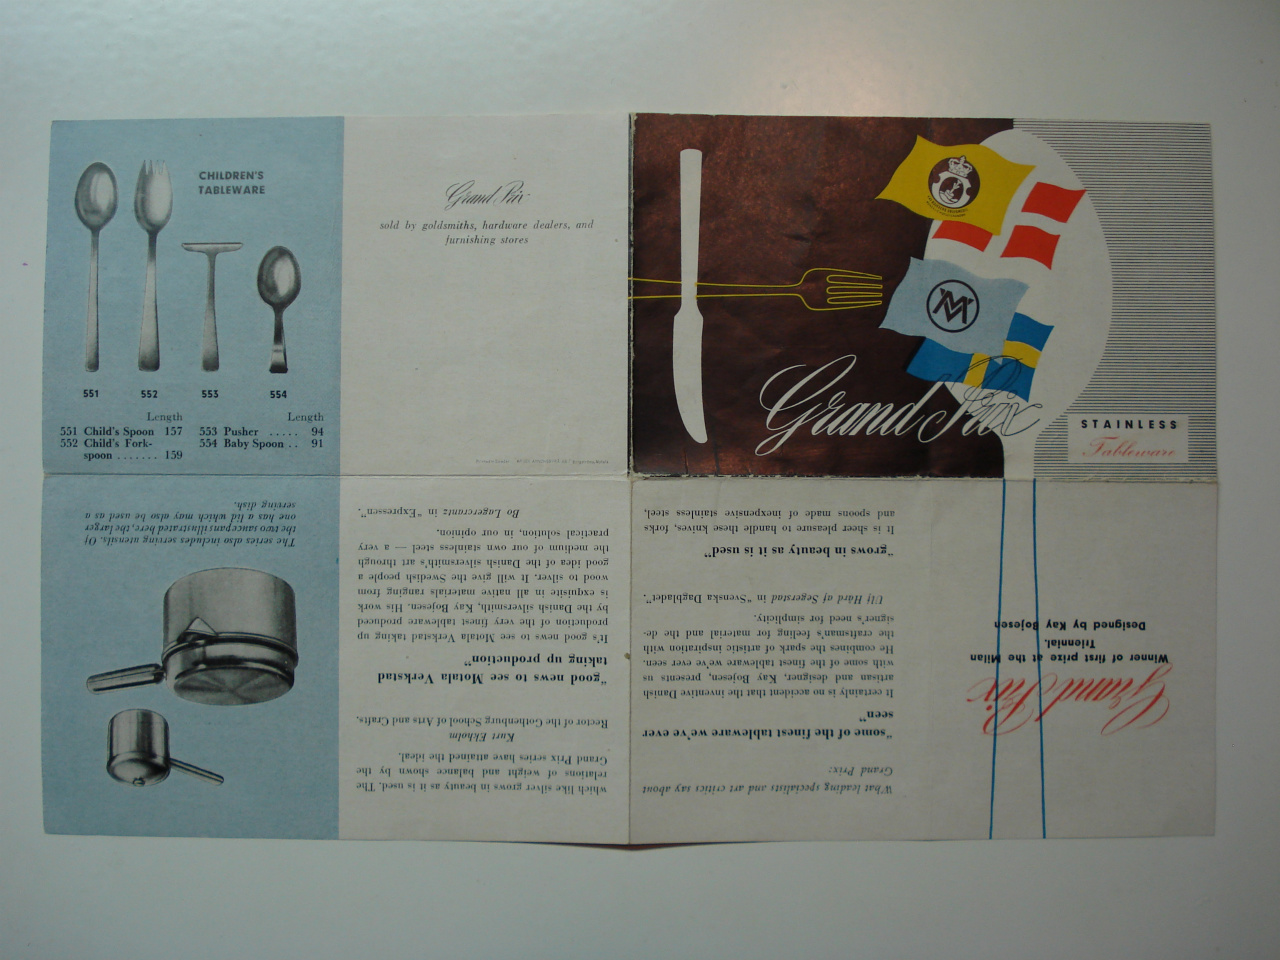 CHILDREN'S
TABLEWARE
551
552
553
554
Length
551 Child's Spoon 157
552 Child's Fork-
spoon ....... 159
Length
553 Pusher ..... 94
554 Baby Spoon .. 91
Grand Prix
sold by goldsmiths, hardware dealers, and
furnishing stores
MV
Grand Prix
STAINLESS
Tableware
Grand Prix
Winner of first prize at the Milan
Triennial.
Designed by Kay Bojesen
What leading specialists and art critics say about
Grand Prix:
"some of the finest tableware we've ever
seen"
It certainly is no accident that the inventive Danish
artisan and designer, Kay Bojesen, presents us
with some of the finest tableware we've ever seen.
He combines the spark of artistic inspiration with
the craftsman's feeling for material and the de-
signer's need for simplicity.
Ulf Hård af Segerstad in "Svenska Dagbladet".
"grows in beauty as it is used"
It is sheer pleasure to handle these knives, forks
and spoons made of inexpensive stainless steel,
which like silver grows in beauty as it is used. The
relations of weight and balance shown by the
Grand Prix series have attained the ideal.
Kurt Ekholm
Rector of the Gothenburg School of Arts and Crafts.
"good news to see Motala Verkstad
taking up production"
It's good news to see Motala Verkstad taking up
production of the very finest tableware produced
by the Danish silversmith, Kay Bojesen. His work
is exquisite in all native materials ranging from
wood to silver. It will give the Swedish people a
good idea of the Danish silversmith's art through
the medium of our own stainless steel — a very
practical solution, in our opinion.
Bo Lagercrantz in "Expressen".
The series also includes serving utensils. Of
the two saucepans illustrated here, the larger
one has a lid which may also be used as a
serving dish.